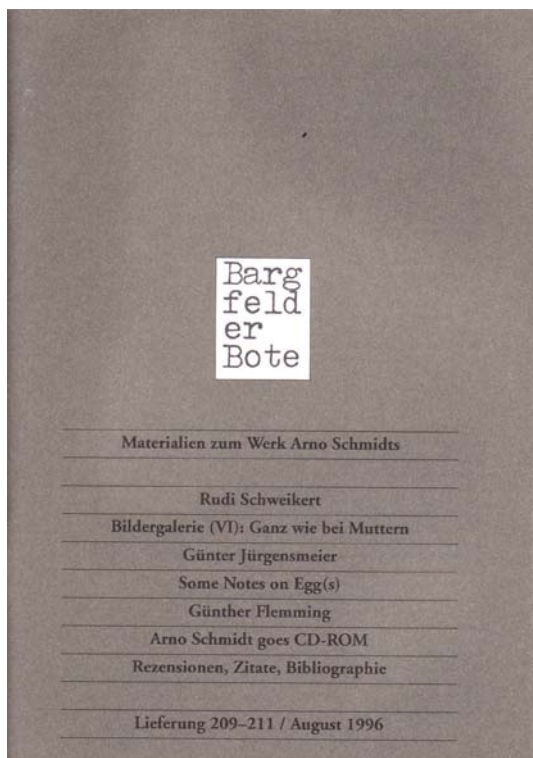 Barg
feld
er
Bote
Materialien zum Werk Arno Schmidts
Rudi Schweikert
Bildergalerie (VI): Ganz wie bei Muttern
Günter Jürgensmeier
Some Notes on Egg(s)
Günther Flemming
Arno Schmidt goes CD-ROM
Rezensionen, Zitate, Bibliographie
Lieferung 209–211 / August 1996